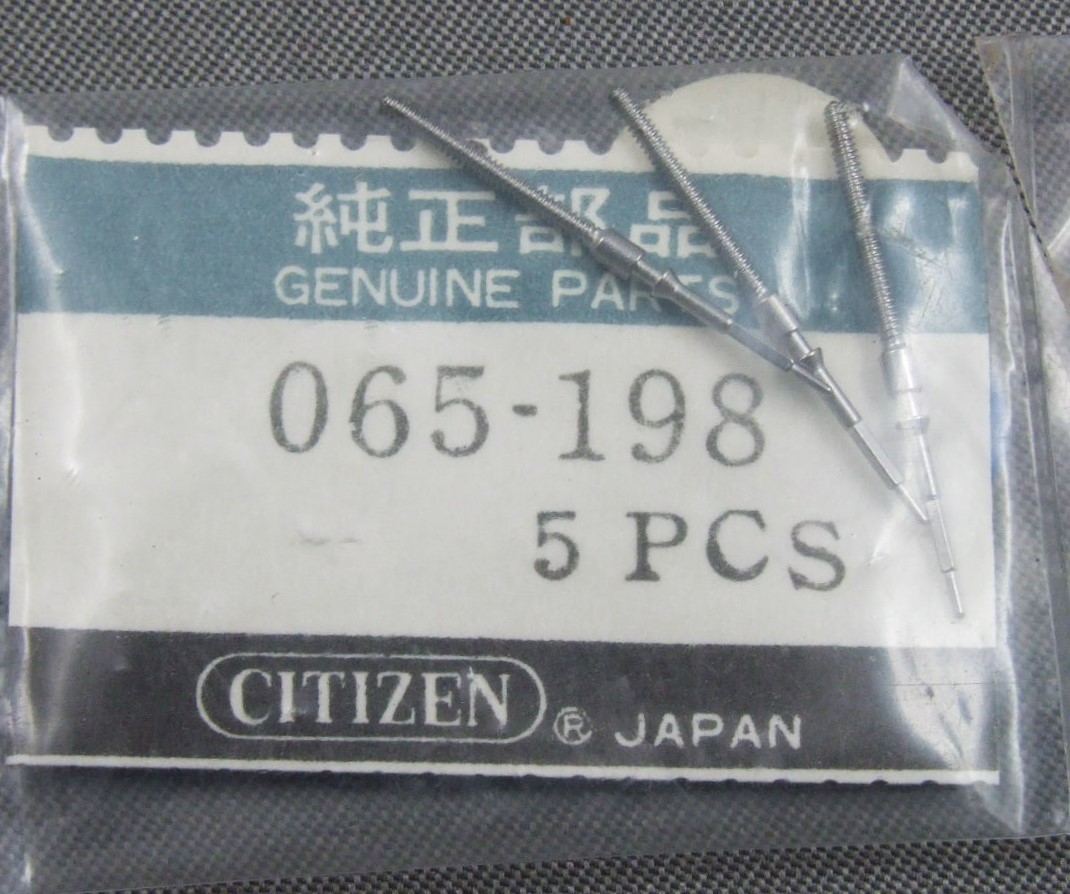 純正部品
GENUINE PARTS
065-198
5 PCS
CITIZEN ® JAPAN